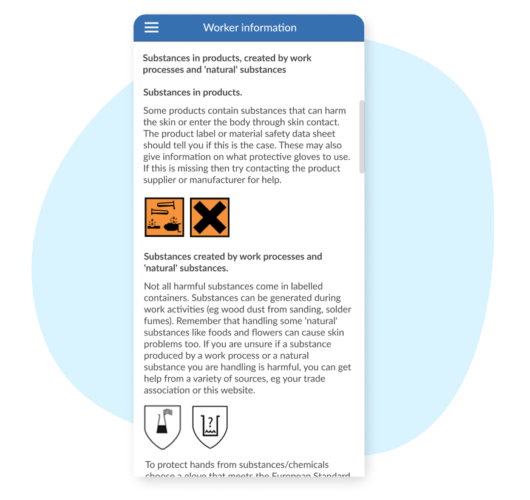 Worker information
Substances in products, created by work
processes and 'natural' substances
Substances in products.
Some products contain substances that can harm
the skin or enter the body through skin contact.
The product label or material safety data sheet
should tell you if this is the case. These may also
give information on what protective gloves to use.
If this is missing then try contacting the product
supplier or manufacturer for help.
Substances created by work processes and
'natural' substances.
Not all harmful substances come in labelled
containers. Substances can be generated during
work activities (eg wood dust from sanding, solder
fumes). Remember that handling some 'natural'
substances like foods and flowers can cause skin
problems too. If you are unsure if a substance
produced by a work process or a natural
substance you are handling is harmful, you can get
help from a variety of sources, eg your trade
association or this website.
?
To protect hands from substances/chemicals
choose a glove that meets the European Standard